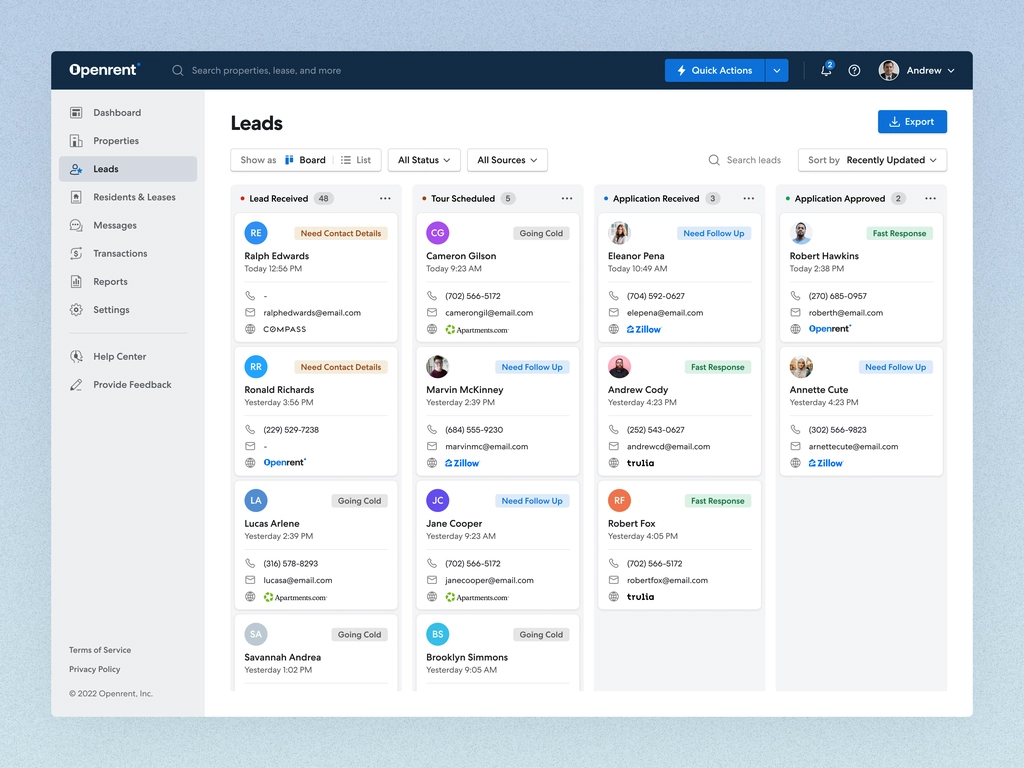 Openrent
Search properties, lease, and more
Quick Actions
2
Andrew
Dashboard
Properties
Leads
Residents & Leases
Messages
Transactions
Reports
Settings
Help Center
Provide Feedback
Terms of Service
Privacy Policy
© 2022 Openrent, Inc.
Leads
Export
Show as Board List
All Status
All Sources
Search leads
Sort by Recently Updated
Lead Received 48
RE
Need Contact Details
Ralph Edwards
Today 12:56 PM
-
ralphedwards@email.com
COMPASS
RR
Need Contact Details
Ronald Richards
Yesterday 3:56 PM
(229) 529-7238
-
Openrent
LA
Going Cold
Lucas Arlene
Yesterday 2:39 PM
(316) 578-8293
lucasa@email.com
Apartments.com
SA
Going Cold
Savannah Andrea
Yesterday 1:02 PM
Tour Scheduled 5
CG
Going Cold
Cameron Gilson
Today 9:23 AM
(702) 566-5172
camerongil@email.com
Apartments.com
Need Follow Up
Marvin McKinney
Yesterday 2:39 PM
(684) 555-9230
marvinmc@email.com
Zillow
JC
Need Follow Up
Jane Cooper
Yesterday 9:23 AM
(702) 566-5172
janecooper@email.com
Apartments.com
BS
Going Cold
Brooklyn Simmons
Yesterday 9:05 AM
Application Received 3
Need Follow Up
Eleanor Pena
Today 10:49 AM
(704) 592-0627
elepena@email.com
Zillow
Fast Response
Andrew Cody
Yesterday 4:23 PM
(252) 543-0627
andrewcd@email.com
trulia
RF
Fast Response
Robert Fox
Yesterday 4:05 PM
(702) 566-5172
robertfox@email.com
trulia
Application Approved 2
Fast Response
Robert Hawkins
Today 2:38 PM
(270) 685-0957
roberth@email.com
Openrent
Need Follow Up
Annette Cute
Yesterday 4:23 PM
(302) 566-9823
arnettecute@email.com
Zillow